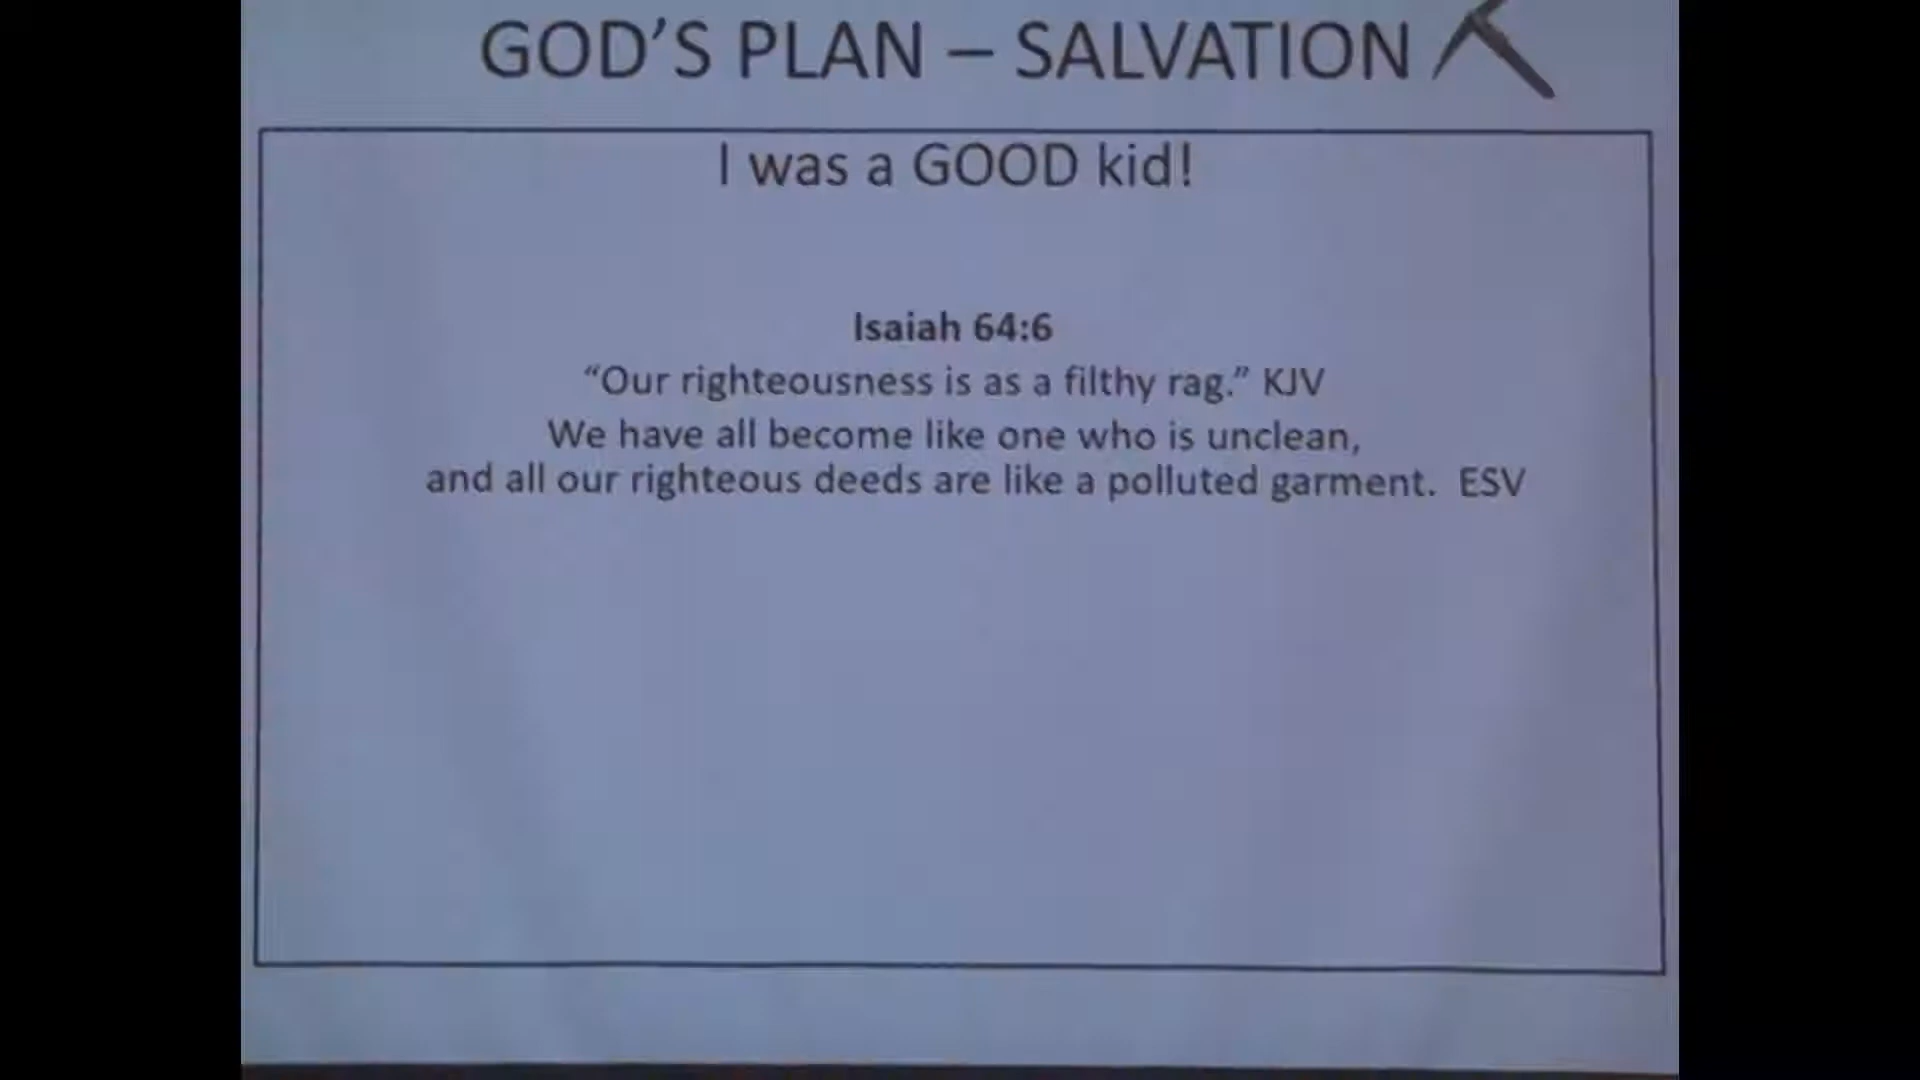 GOD’S PLAN – SALVATION
I was a GOOD kid!
Isaiah 64:6
“Our righteousness is as a filthy rag.” KJV
We have all become like one who is unclean,
and all our righteous deeds are like a polluted garment. ESV